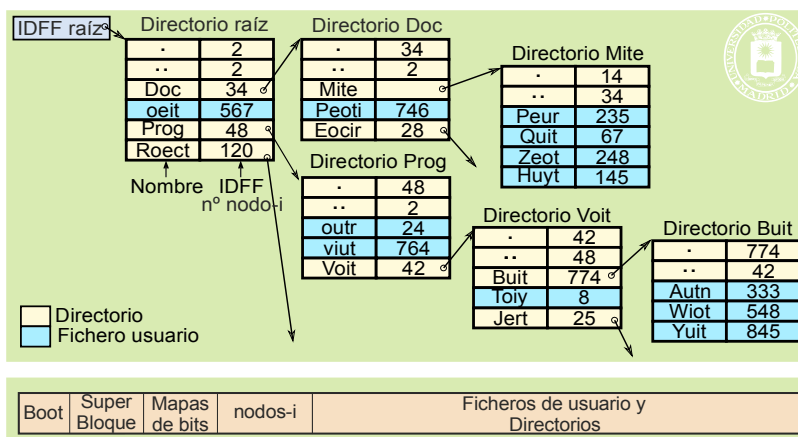 IDFF raíz
Directorio raíz
. 2
.. 2
Doc 34
oeit 567
Prog 48
Roect 120
Nombre IDFF
nº nodo-i
Directorio Doc
. 34
.. 2
Mite
Peoti 746
Eocir 28
Directorio Mite
. 14
.. 34
Peur 235
Quit 67
Zeot 248
Huyt 145
Directorio Prog
. 48
.. 2
outr 24
viut 764
Voit 42
Directorio Voit
. 42
.. 48
Buit 774
Toiy 8
Jert 25
Directorio Buit
. 774
.. 42
Autn 333
Wiot 548
Yuit 845
Directorio
Fichero usuario
Boot
Super
Bloque
Mapas
de bits
nodos-i
Ficheros de usuario y
Directorios